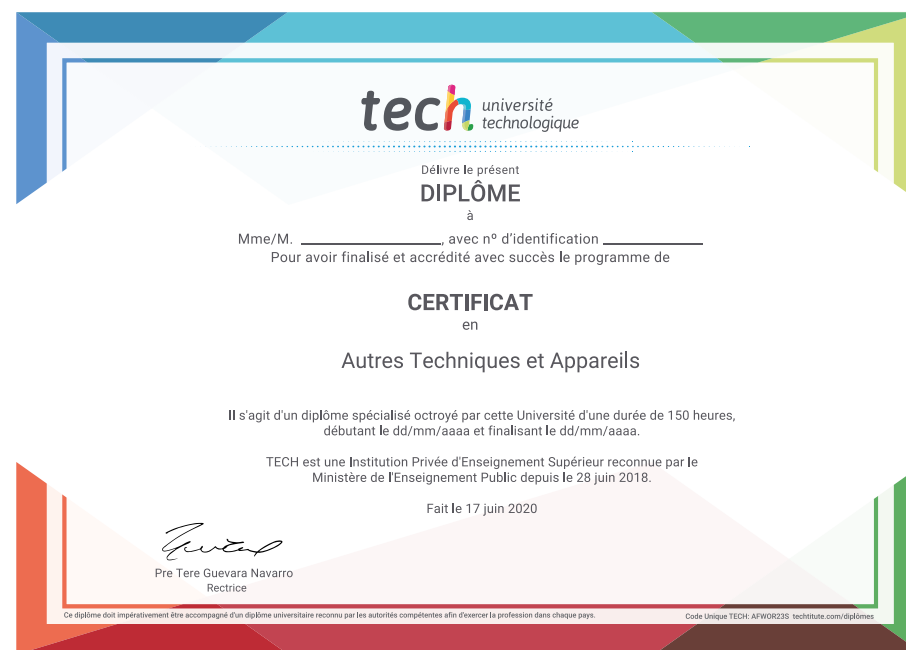 tech université
technologique
Délivre le présent
DIPLÔME
à
Mme/M. ____________________, avec nº d'identification ______________
Pour avoir finalisé et accrédité avec succès le programme de
CERTIFICAT
en
Autres Techniques et Appareils
Il s'agit d'un diplôme spécialisé octroyé par cette Université d'une durée de 150 heures,
débutant le dd/mm/aaaa et finalisant le dd/mm/aaaa.
TECH est une Institution Privée d'Enseignement Supérieur reconnue par le
Ministère de l'Enseignement Public depuis le 28 juin 2018.
Fait le 17 juin 2020
Pre Tere Guevara Navarro
Rectrice
Ce diplôme doit impérativement être accompagné d'un diplôme universitaire reconnu par les autorités compétentes afin d'exercer la profession dans chaque pays.
Code Unique TECH: AFWOR23S techtitute.com/diplômes